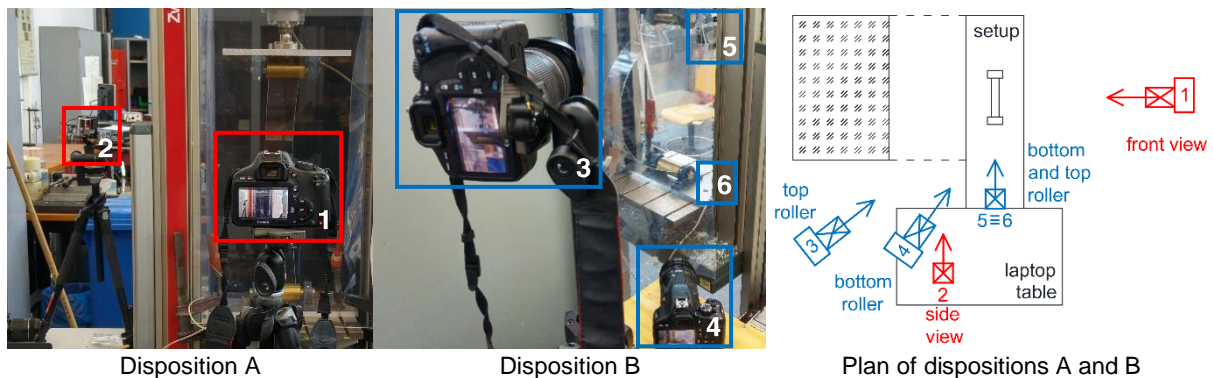 Zw
2
1
Disposition A
5
3
6
4
Disposition B
setup
1
front view
bottom
and top
roller
top
roller
3
4
5≡6
bottom
roller
2
side
view
laptop
table
Plan of dispositions A and B